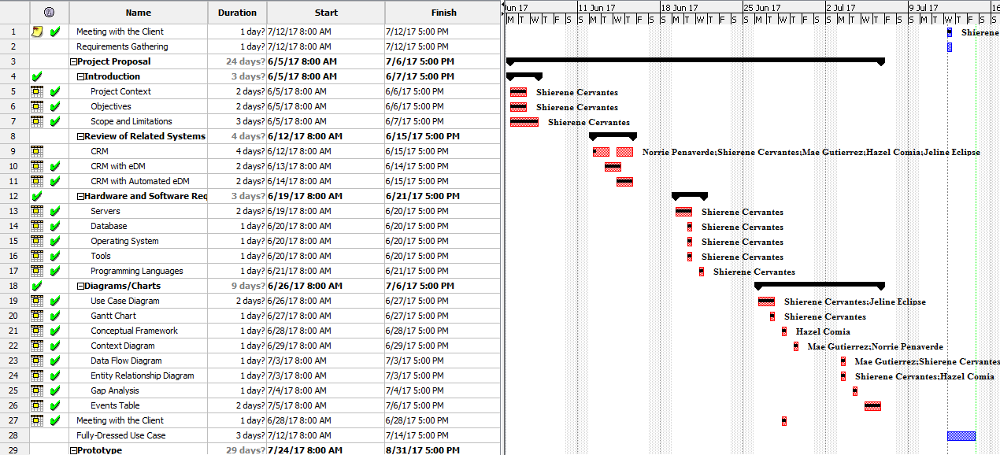 Name Duration Start Finish Jun 17 11 Jun 17 18 Jun 17 25 Jun 17 2 Jul 17 9 Jul 17 16
M T W T F S S M T W T F S S M T W T F S S M T W T F S S M T W T F S S M T W T F S S
1 Meeting with the Client 1 day? 7/12/17 8:00 AM 7/12/17 5:00 PM Shierene
2 Requirements Gathering 1 day? 7/12/17 8:00 AM 7/12/17 5:00 PM
3 Project Proposal 24 days? 6/5/17 8:00 AM 7/6/17 5:00 PM
4 Introduction 3 days? 6/5/17 8:00 AM 6/7/17 5:00 PM
5 Project Context 2 days? 6/5/17 8:00 AM 6/6/17 5:00 PM Shierene Cervantes
6 Objectives 2 days? 6/5/17 8:00 AM 6/6/17 5:00 PM Shierene Cervantes
7 Scope and Limitations 3 days? 6/5/17 8:00 AM 6/7/17 5:00 PM Shierene Cervantes
8 Review of Related Systems 4 days? 6/12/17 8:00 AM 6/15/17 5:00 PM
9 CRM 4 days? 6/12/17 8:00 AM 6/15/17 5:00 PM Norrie Penaverde;Shierene Cervantes;Mae Gutierrez;Hazel Comia;Jeline Eclipse
10 CRM with eDM 2 days? 6/13/17 8:00 AM 6/14/17 5:00 PM
11 CRM with Automated eDM 2 days? 6/14/17 8:00 AM 6/15/17 5:00 PM
12 Hardware and Software Req 3 days? 6/19/17 8:00 AM 6/21/17 5:00 PM
13 Servers 2 days? 6/19/17 8:00 AM 6/20/17 5:00 PM Shierene Cervantes
14 Database 1 day? 6/20/17 8:00 AM 6/20/17 5:00 PM Shierene Cervantes
15 Operating System 1 day? 6/20/17 8:00 AM 6/20/17 5:00 PM Shierene Cervantes
16 Tools 1 day? 6/20/17 8:00 AM 6/20/17 5:00 PM Shierene Cervantes
17 Programming Languages 1 day? 6/21/17 8:00 AM 6/21/17 5:00 PM Shierene Cervantes
18 Diagrams/Charts 9 days? 6/26/17 8:00 AM 7/6/17 5:00 PM
19 Use Case Diagram 2 days? 6/26/17 8:00 AM 6/27/17 5:00 PM Shierene Cervantes;Jeline Eclipse
20 Gantt Chart 1 day? 6/27/17 8:00 AM 6/27/17 5:00 PM Shierene Cervantes
21 Conceptual Framework 1 day? 6/28/17 8:00 AM 6/28/17 5:00 PM Hazel Comia
22 Context Diagram 1 day? 6/29/17 8:00 AM 6/29/17 5:00 PM Mae Gutierrez;Norrie Penaverde
23 Data Flow Diagram 1 day? 7/3/17 8:00 AM 7/3/17 5:00 PM Mae Gutierrez;Shierene Cervantes
24 Entity Relationship Diagram 1 day? 7/3/17 8:00 AM 7/3/17 5:00 PM Shierene Cervantes;Hazel Comia
25 Gap Analysis 1 day? 7/4/17 8:00 AM 7/4/17 5:00 PM
26 Events Table 2 days? 7/5/17 8:00 AM 7/6/17 5:00 PM
27 Meeting with the Client 1 day? 6/28/17 8:00 AM 6/28/17 5:00 PM
28 Fully-Dressed Use Case 3 days? 7/12/17 8:00 AM 7/14/17 5:00 PM
29 Prototype 29 days? 7/24/17 8:00 AM 8/31/17 5:00 PM